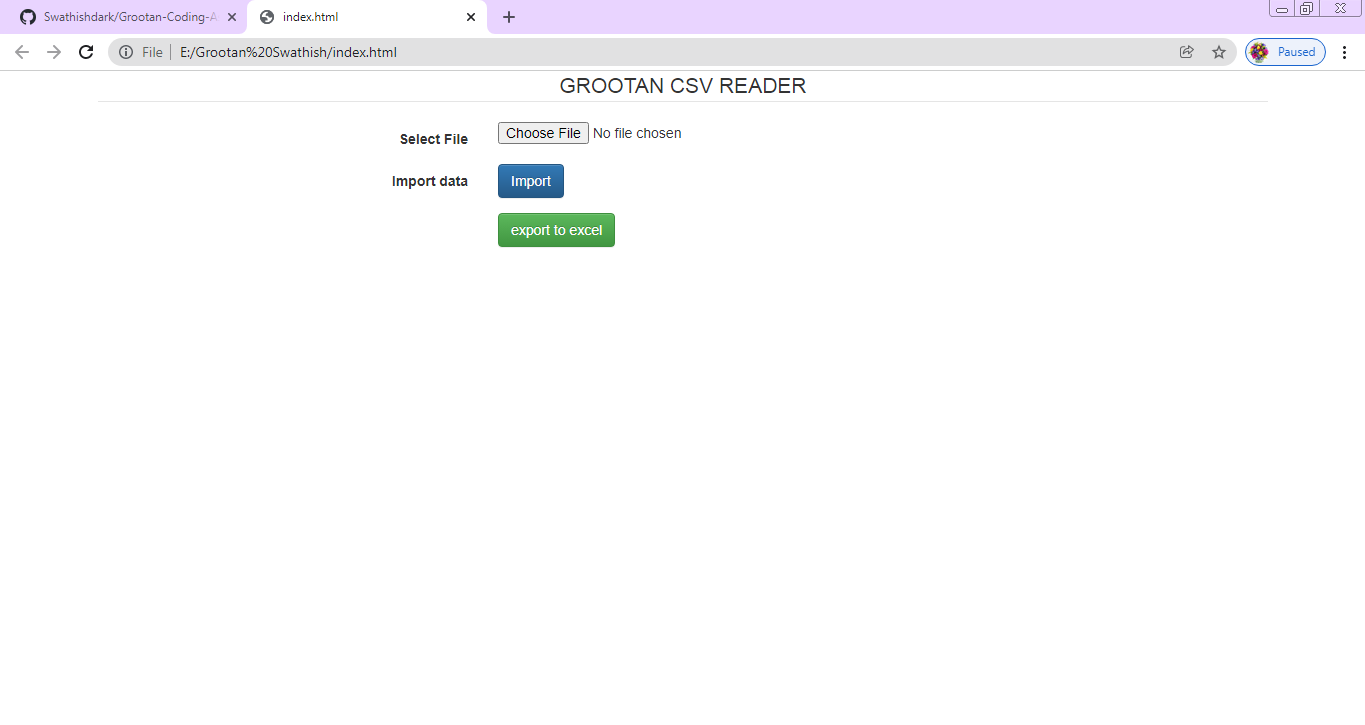 Swathishdark/Grootan-Coding-A
index.html
File
E:/Grootan%20Swathish/index.html
Paused
GROOTAN CSV READER
Select File
Choose File No file chosen
Import data
Import
export to excel